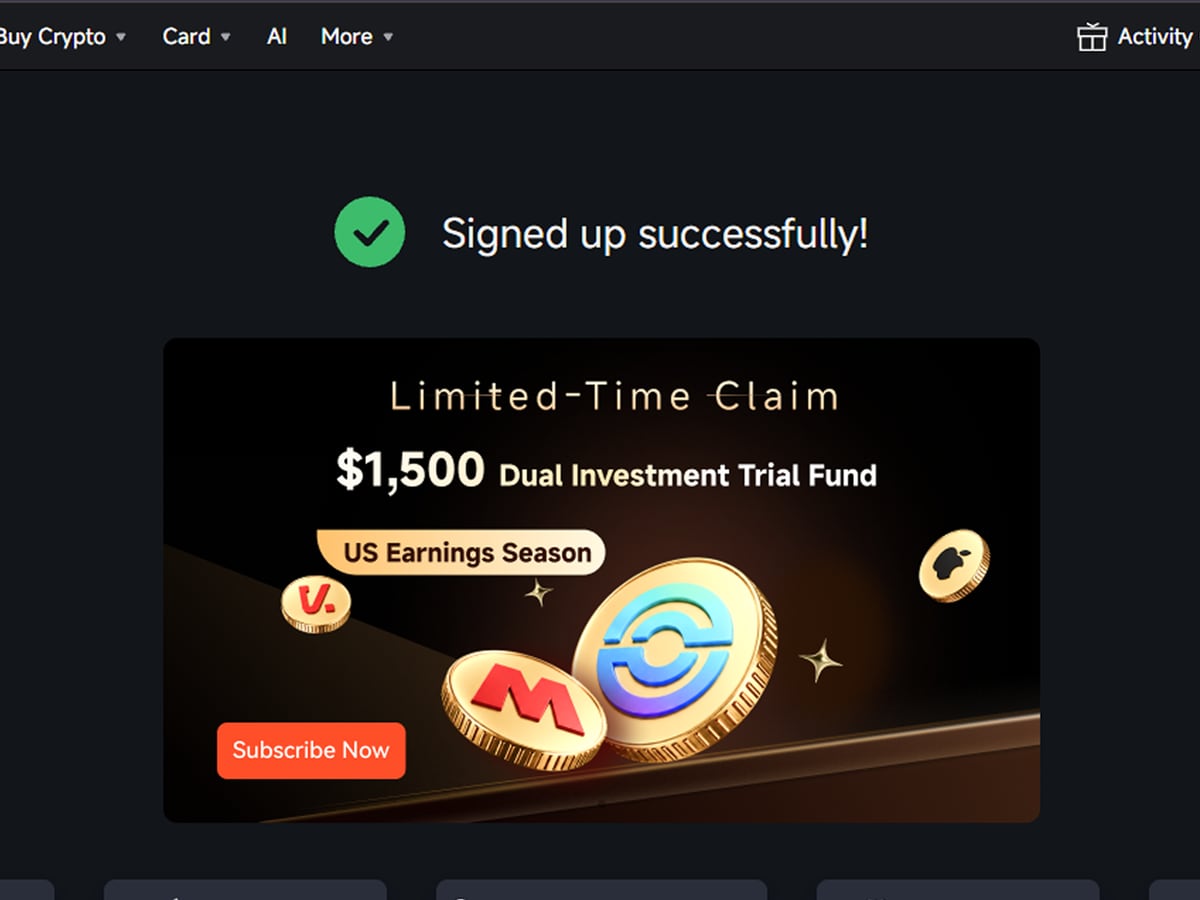 Buy Crypto Card AI More Activity
Signed up successfully!
Limited-Time Claim
$1,500 Dual Investment Trial Fund
US Earnings Season
V.
M
Subscribe Now